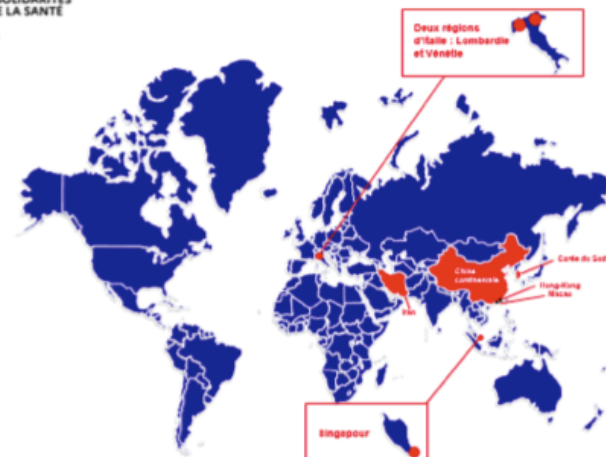 SOLIDARITÉS
DE LA SANTÉ
Deux régions
d'Italie : Lombardie
et Vénétie
Chine
continentale
Corée du Sud
Hong-Kong
Macau
Iran
Singapour